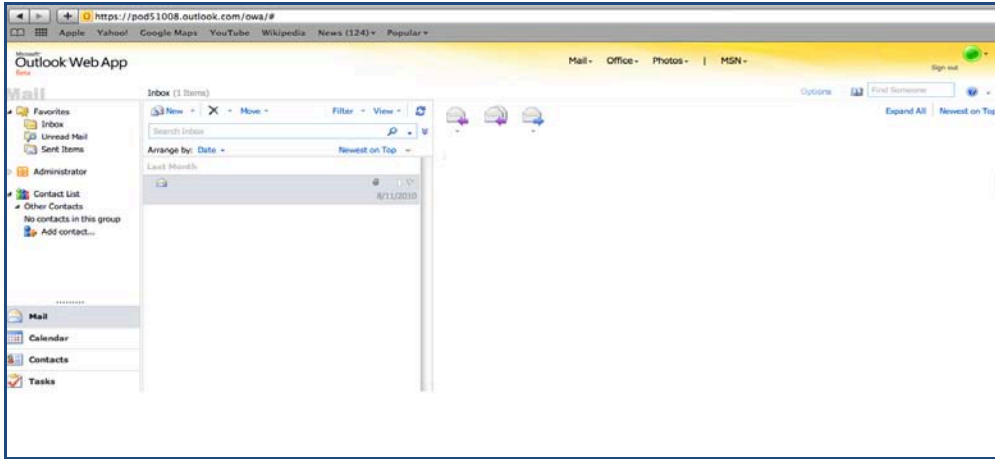 https://pod51008.outlook.com/owa/#
Apple Yahoo! Google Maps YouTube Wikipedia News (124) Popular
Microsoft
Outlook Web App
Beta
Mail Office Photos | MSN
Sign out
Mail
Inbox (1 Items)
Options
Find Someone
Favorites
Inbox
Unread Mail
Sent Items
Administrator
Contact List
Other Contacts
No contacts in this group
Add contact...
Mail
Calendar
Contacts
Tasks
New Move Filter View
Search Inbox
Arrange by: Date Newest on Top
Last Month
8/11/2010
Expand All Newest on Top